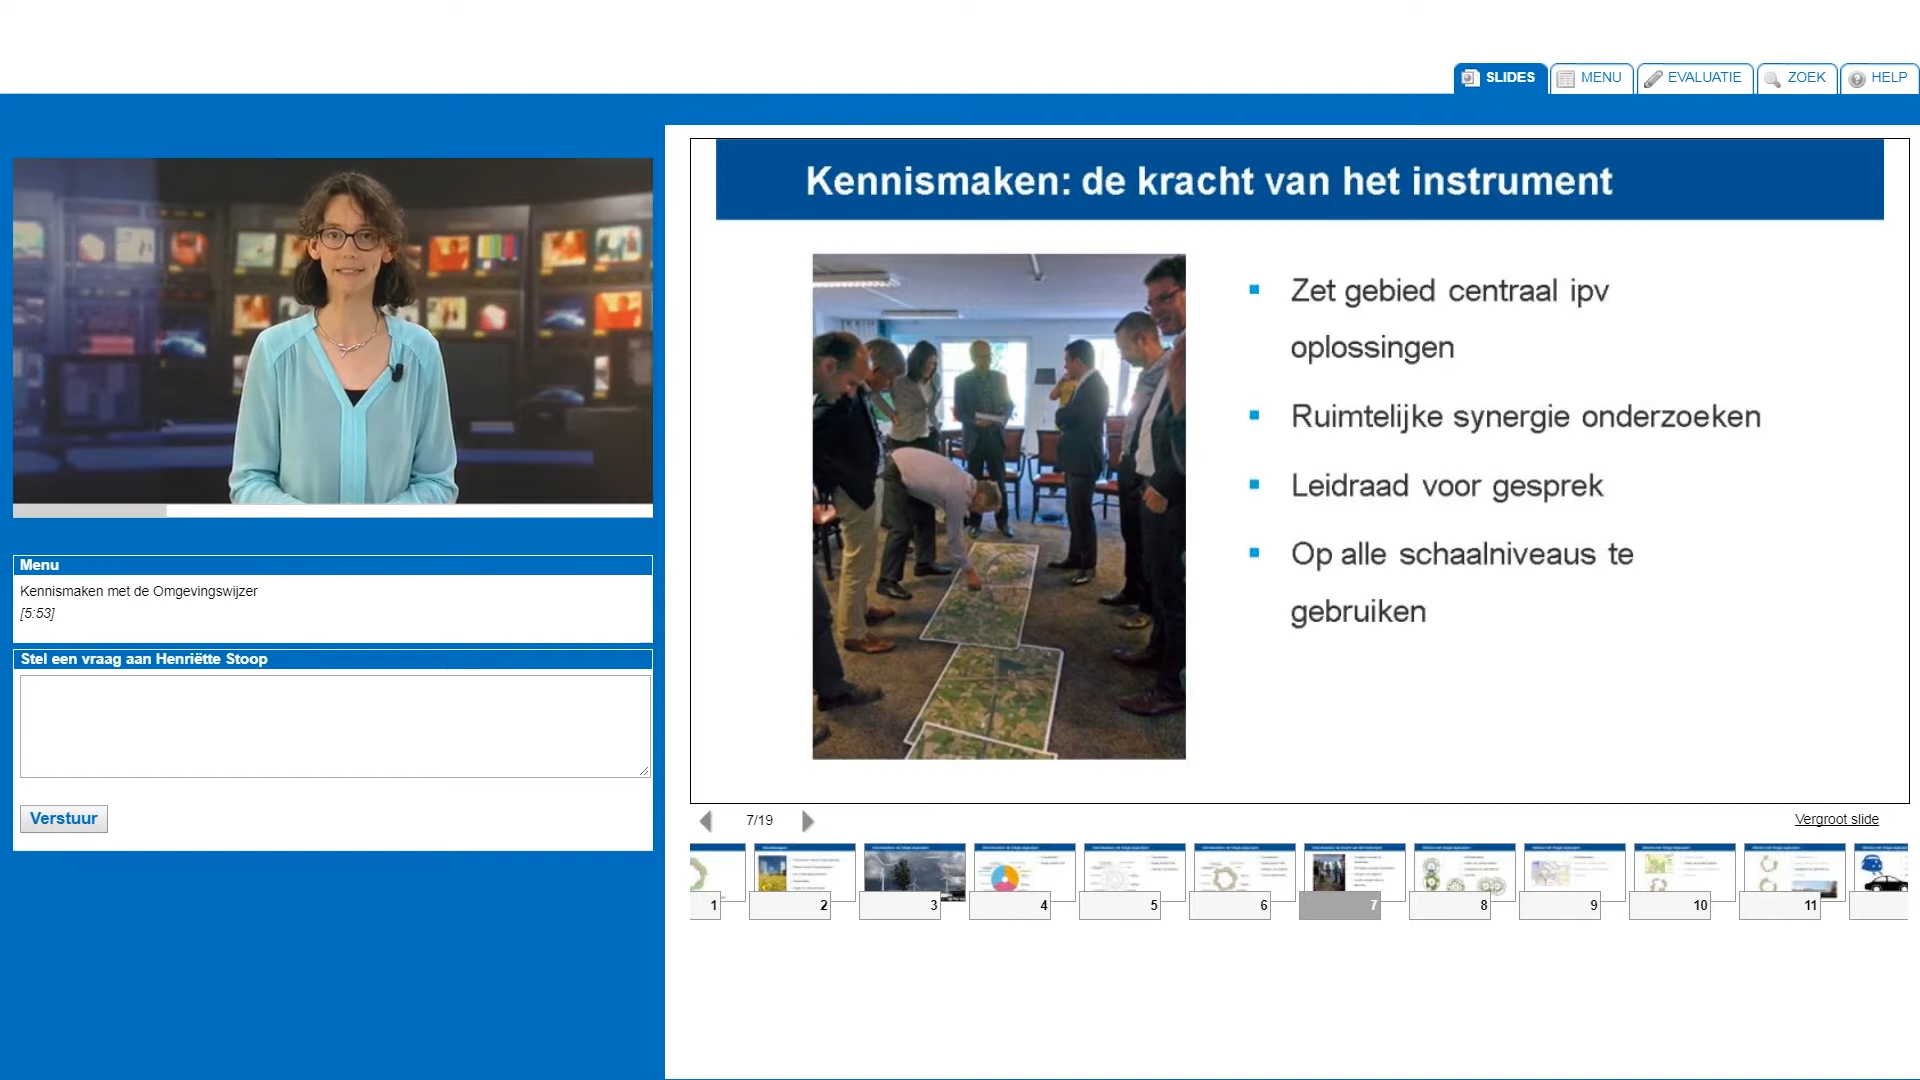 SLIDES
MENU
EVALUATIE
ZOEK
HELP
Kennismaken: de kracht van het instrument
Zet gebied centraal ipv
oplossingen
Ruimtelijke synergie onderzoeken
Leidraad voor gesprek
Op alle schaalniveaus te
gebruiken
Menu
Kennismaken met de Omgevingswijzer
[5:53]
Stel een vraag aan Henriëtte Stoop
Verstuur
7/19
Vergroot slide
1
2
3
4
5
6
7
8
9
10
11